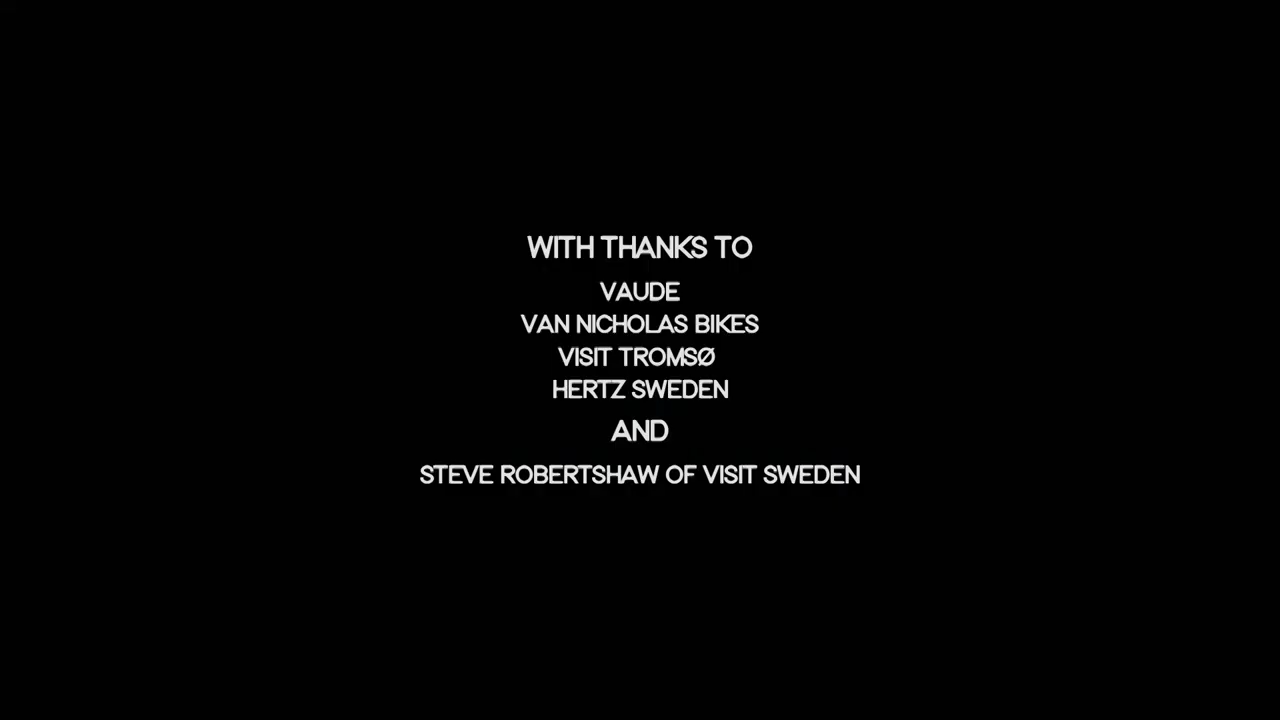 WITH THANKS TO
VAUDE
VAN NICHOLAS BIKES
VISIT TROMSØ
HERTZ SWEDEN
AND
STEVE ROBERTSHAW OF VISIT SWEDEN